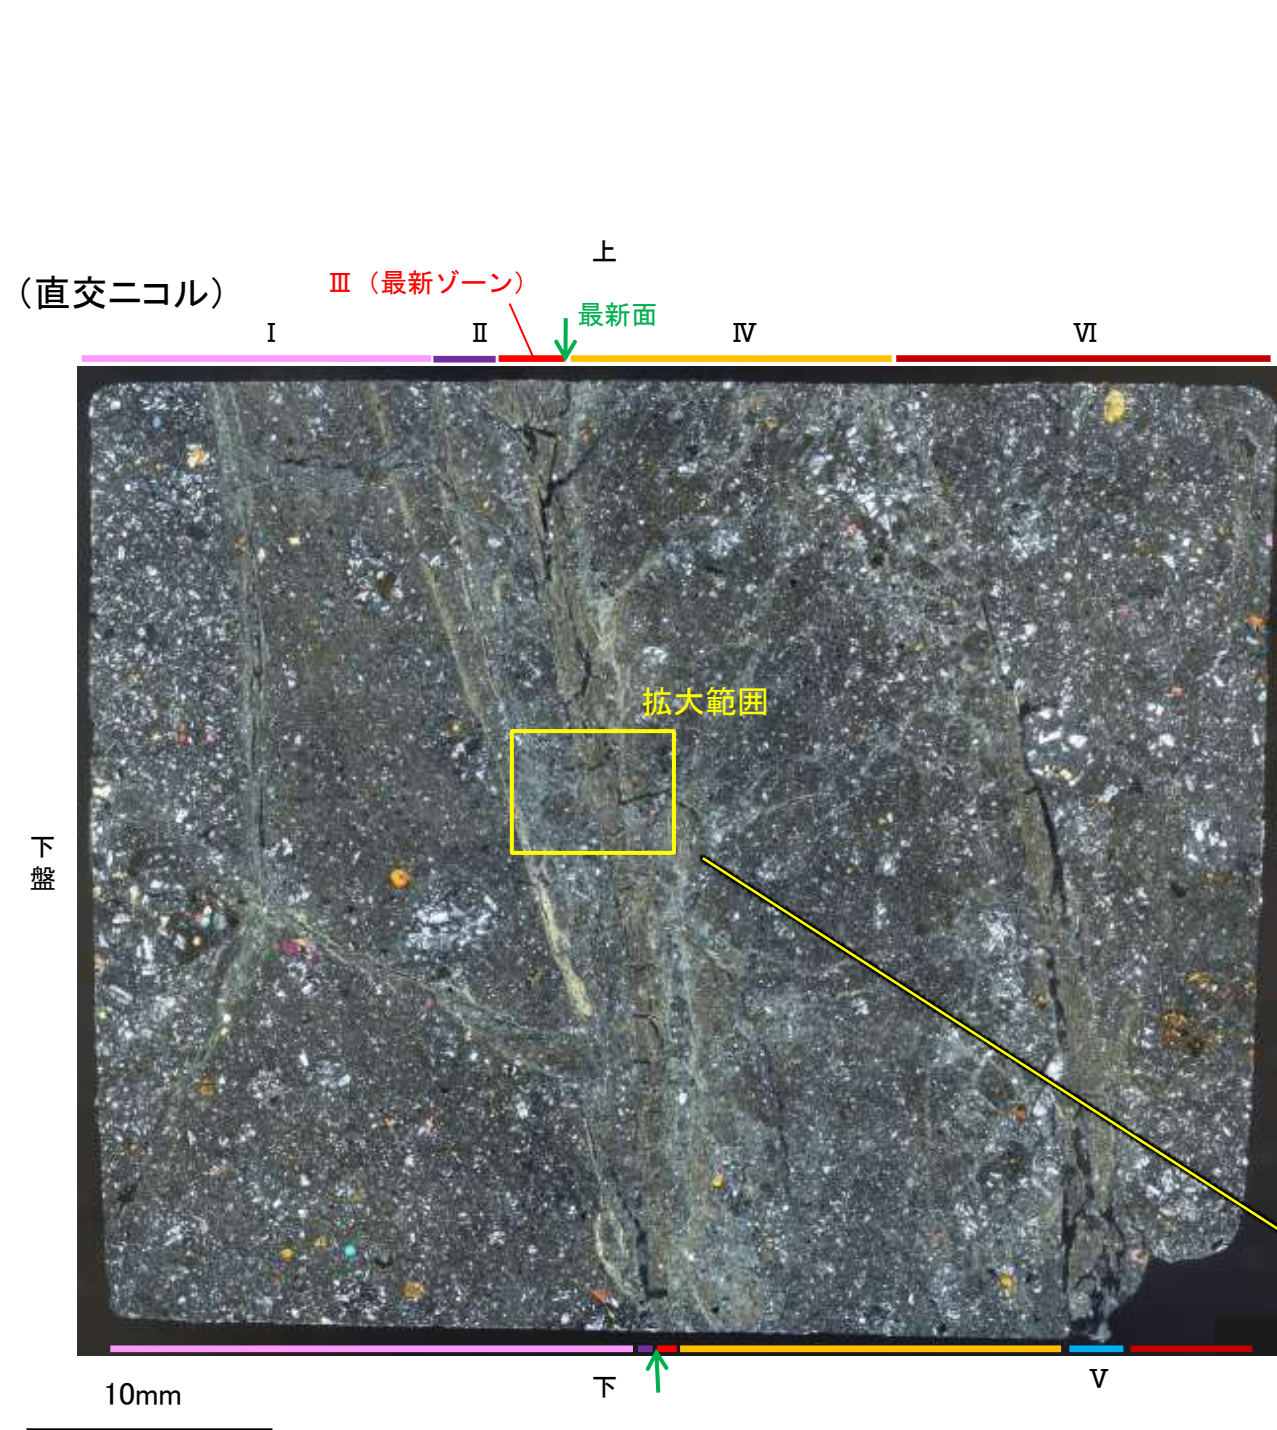 上
(直交ニコル)
Ⅲ (最新ゾーン)
最新面
Ⅰ
Ⅱ
Ⅳ
Ⅵ
拡大範囲
下盤
Ⅴ
下
10mm